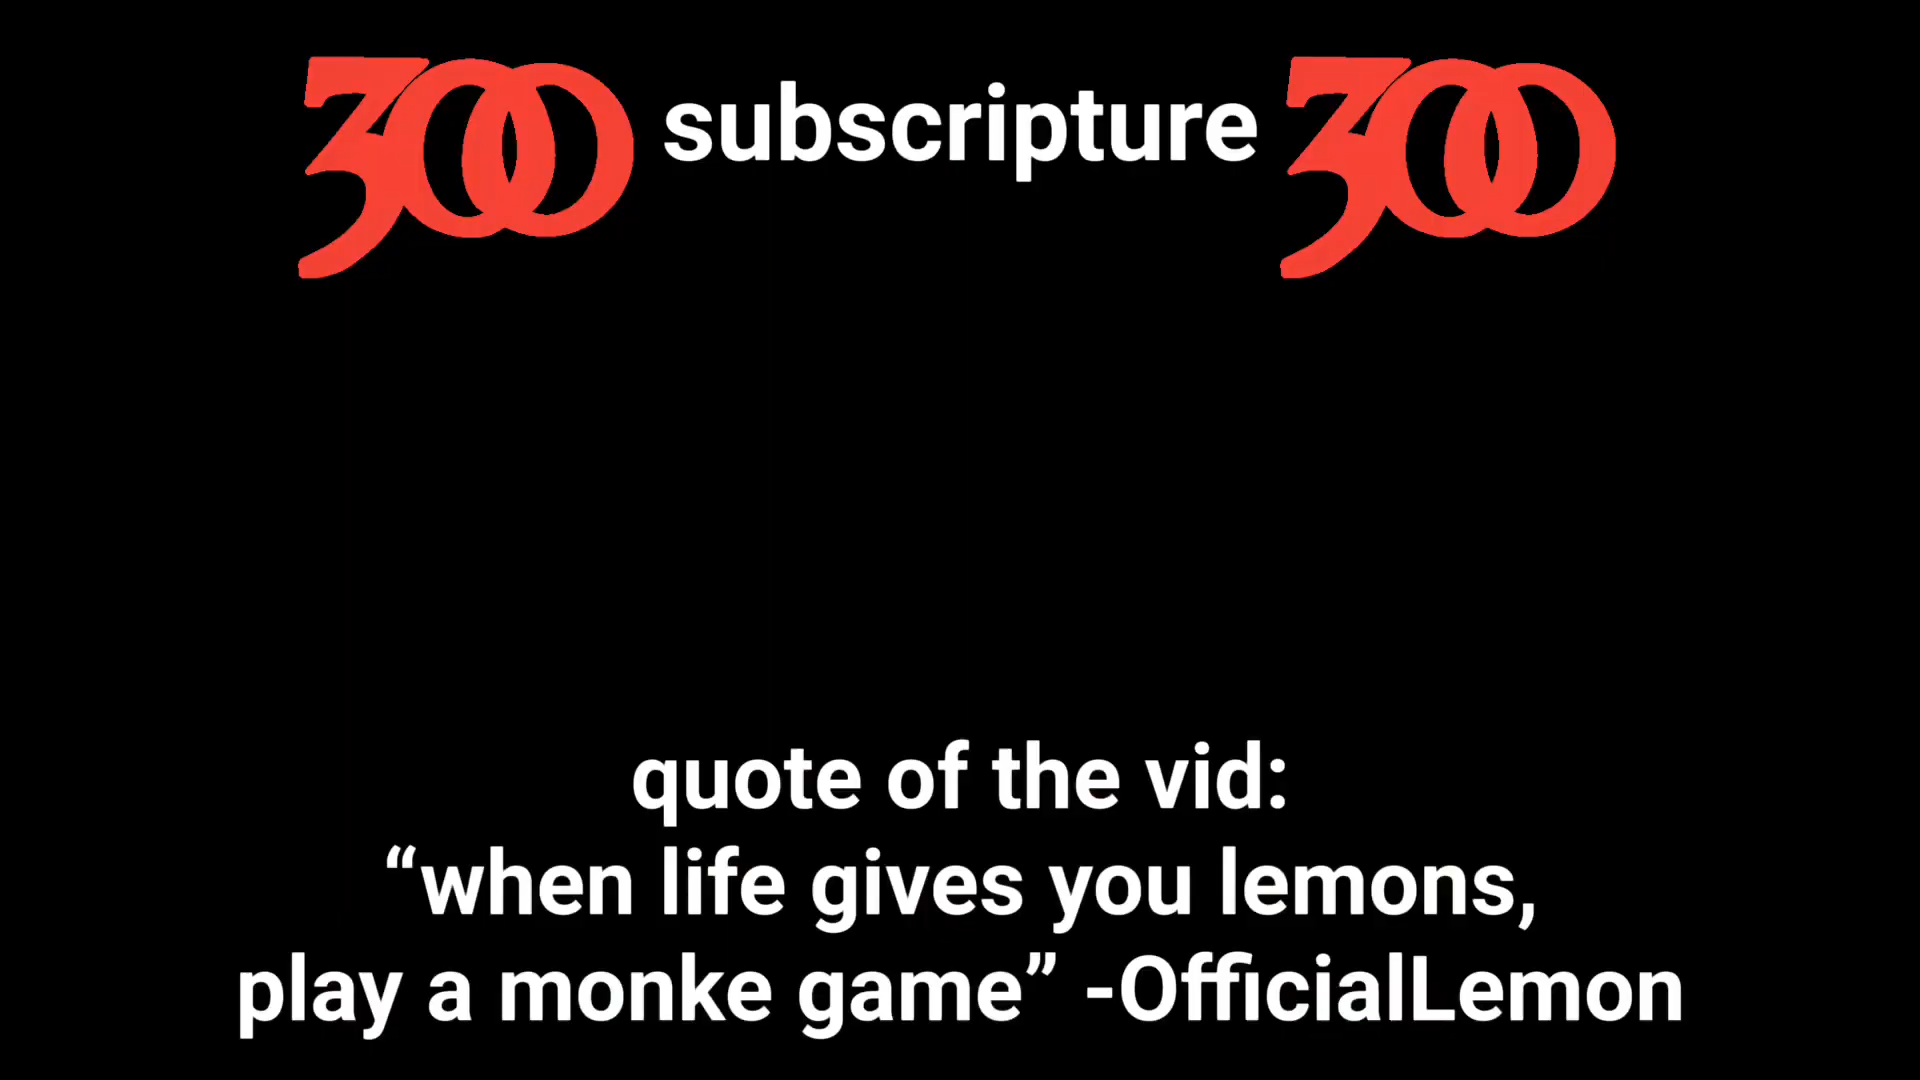 300 subscripture 300
quote of the vid:
“when life gives you lemons,
play a monke game” -OfficialLemon